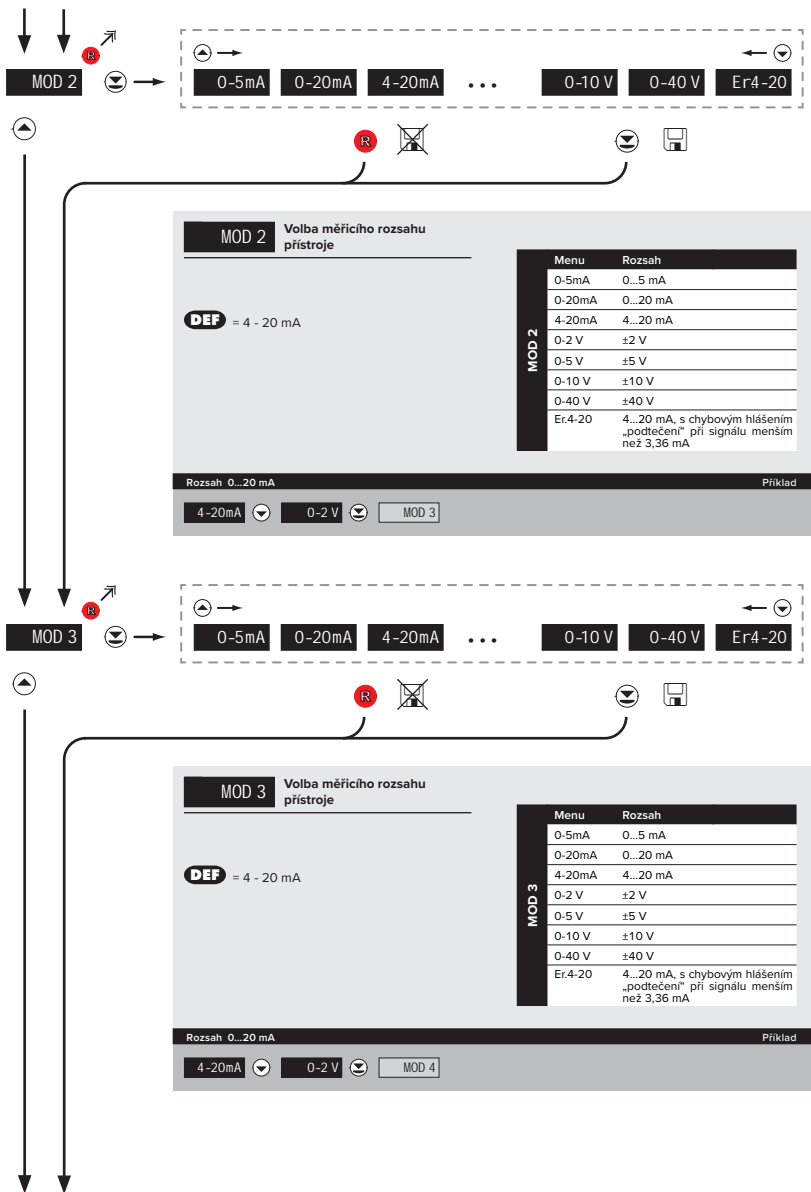 R
MOD 2
0-5mA 0-20mA 4-20mA ... 0-10 V 0-40 V Er4-20
R
MOD 2
Volba měřicího rozsahu
přístroje
DEF = 4 - 20 mA
MOD 2
Menu Rozsah
0-5mA 0...5 mA
0-20mA 0...20 mA
4-20mA 4...20 mA
0-2 V ±2 V
0-5 V ±5 V
0-10 V ±10 V
0-40 V ±40 V
Er.4-20 4...20 mA, s chybovým hlášením
„podtečení" při signálu menším
než 3,36 mA
Rozsah 0...20 mA Příklad
4-20mA 0-2 V MOD 3
R
MOD 3
0-5mA 0-20mA 4-20mA ... 0-10 V 0-40 V Er4-20
R
MOD 3
Volba měřicího rozsahu
přístroje
DEF = 4 - 20 mA
MOD 3
Menu Rozsah
0-5mA 0...5 mA
0-20mA 0...20 mA
4-20mA 4...20 mA
0-2 V ±2 V
0-5 V ±5 V
0-10 V ±10 V
0-40 V ±40 V
Er.4-20 4...20 mA, s chybovým hlášením
„podtečení" při signálu menším
než 3,36 mA
Rozsah 0...20 mA Příklad
4-20mA 0-2 V MOD 4